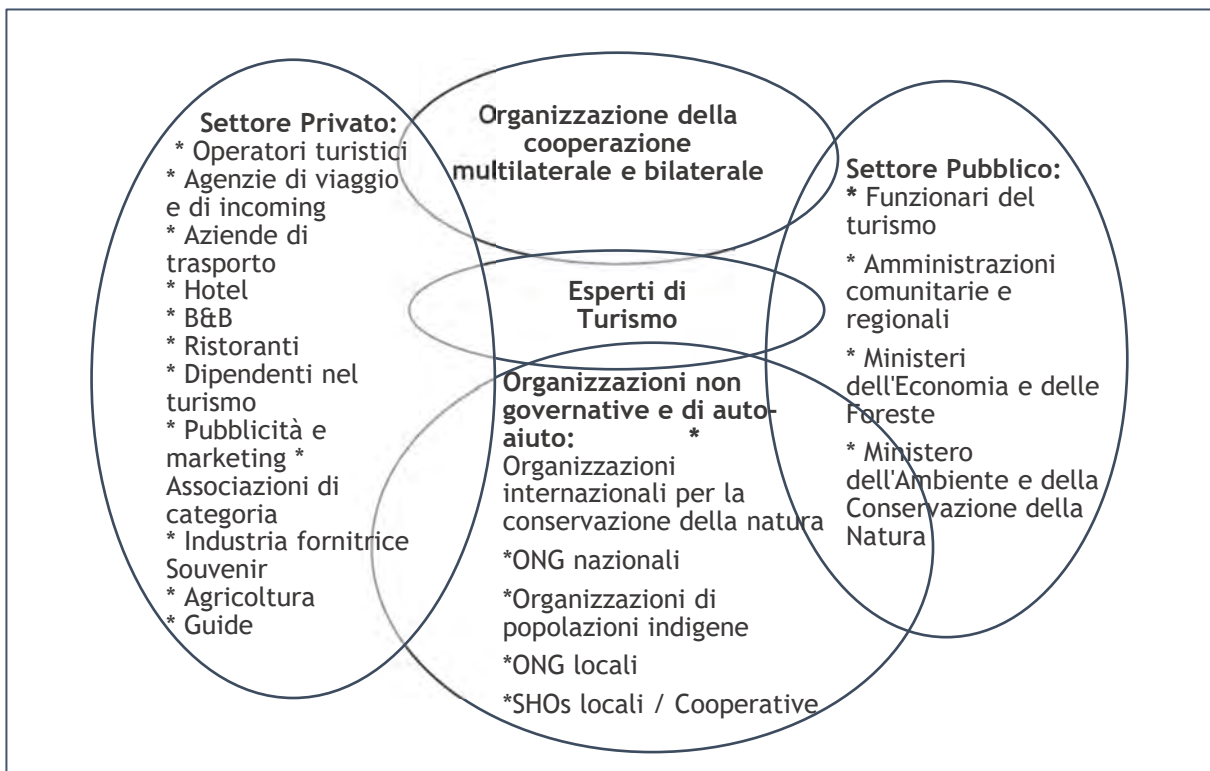 Settore Privato:
* Operatori turistici
* Agenzie di viaggio
e di incoming
* Aziende di
trasporto
* Hotel
* B&B
* Ristoranti
* Dipendenti nel
turismo
* Pubblicità e
marketing *
Associazioni di
categoria
* Industria fornitrice
Souvenir
* Agricoltura
* Guide
Organizzazione della
cooperazione
multilaterale e bilaterale
Esperti di
Turismo
Organizzazioni non
governative e di auto-
aiuto: *
Organizzazioni
internazionali per la
conservazione della natura
*ONG nazionali
*Organizzazioni di
popolazioni indigene
*ONG locali
*SHOs locali / Cooperative
Settore Pubblico:
* Funzionari del
turismo
* Amministrazioni
comunitarie e
regionali
* Ministeri
dell'Economia e delle
Foreste
* Ministero
dell'Ambiente e della
Conservazione della
Natura